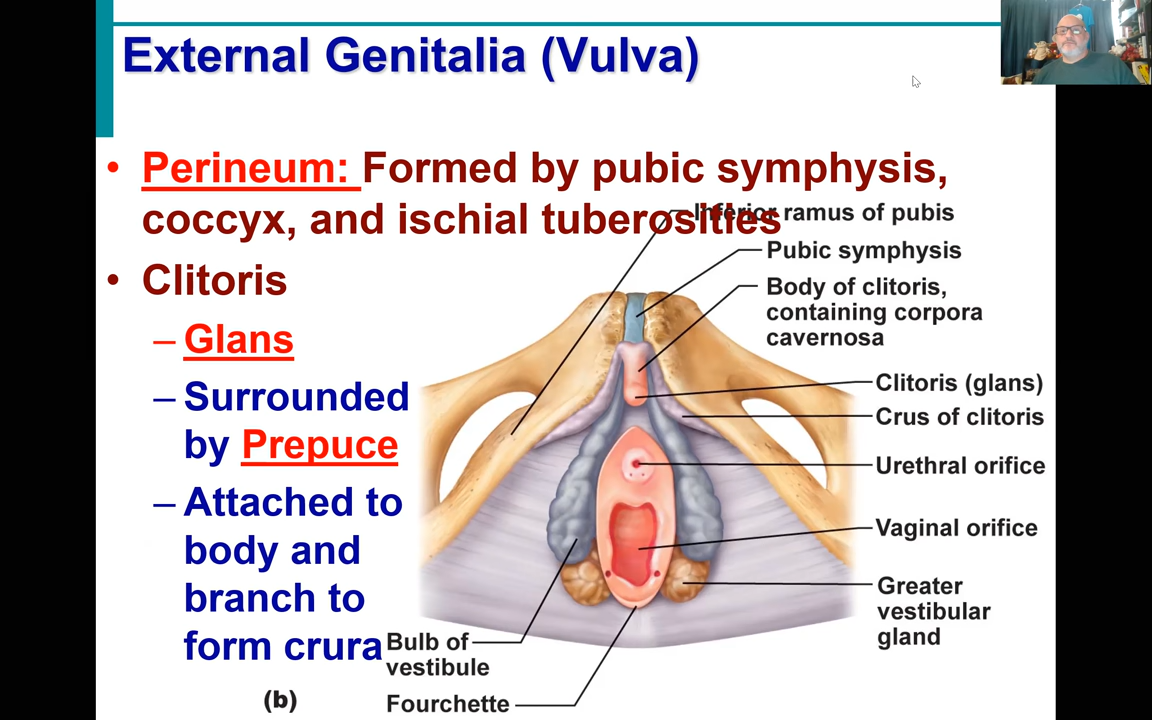 External Genitalia (Vulva)
• Perineum: Formed by pubic symphysis,
coccyx, and ischial tuberosities
• Clitoris
– Glans
– Surrounded
by Prepuce
– Attached to
body and
branch to
form crura
Inferior ramus of pubis
Pubic symphysis
Body of clitoris,
containing corpora
cavernosa
Clitoris (glans)
Crus of clitoris
Urethral orifice
Vaginal orifice
Greater
vestibular
gland
Bulb of
vestibule
Fourchette
(b)